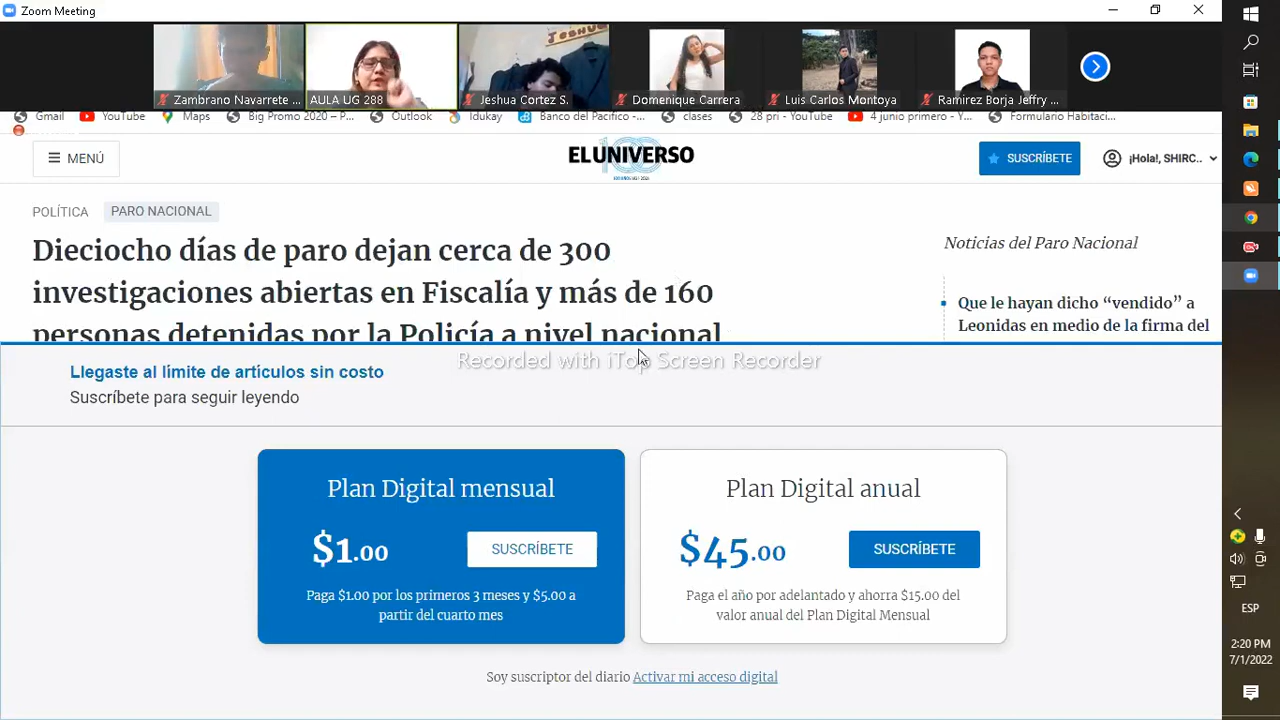 Zoom Meeting
Zambrano Navarrete ...
AULA UG 288
Jeshua Cortez S.
Domenique Carrera
Luis Carlos Montoya
Ramirez Borja Jeffry ...
JOSHUA
Gmail
YouTube
Maps
Big Promo 2020 – P...
Outlook
Idukay
Banco del Pacífico -...
clases
28 pri - YouTube
4 junio primero - Y...
Formulario Habitaci...
MENÚ
EL UNIVERSO
SUSCRÍBETE
¡Hola!, SHIRC..
POLÍTICA
PARO NACIONAL
Dieciocho días de paro dejan cerca de 300
investigaciones abiertas en Fiscalía y más de 160
personas detenidas por la Policía a nivel nacional
Noticias del Paro Nacional
Que le hayan dicho “vendido” a
Leonidas en medio de la firma del
Recorded with iTop Screen Recorder
Llegaste al límite de artículos sin costo
Suscríbete para seguir leyendo
Plan Digital mensual
$1.00
SUSCRÍBETE
Paga $1.00 por los primeros 3 meses y $5.00 a
partir del cuarto mes
Plan Digital anual
$45.00
SUSCRÍBETE
Paga el año por adelantado y ahorra $15.00 del
valor anual del Plan Digital Mensual
Soy suscriptor del diario Activar mi acceso digital
ESP
2:20 PM
7/1/2022